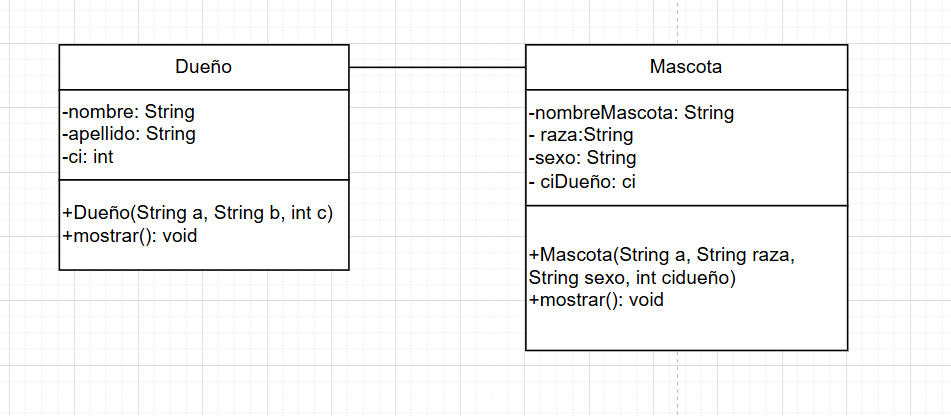 Dueño
-nombre: String
-apellido: String
-ci: int
+Dueño(String a, String b, int c)
+mostrar(): void
Mascota
-nombreMascota: String
- raza:String
-sexo: String
- ciDueño: ci
+Mascota(String a, String raza,
String sexo, int cidueño)
+mostrar(): void